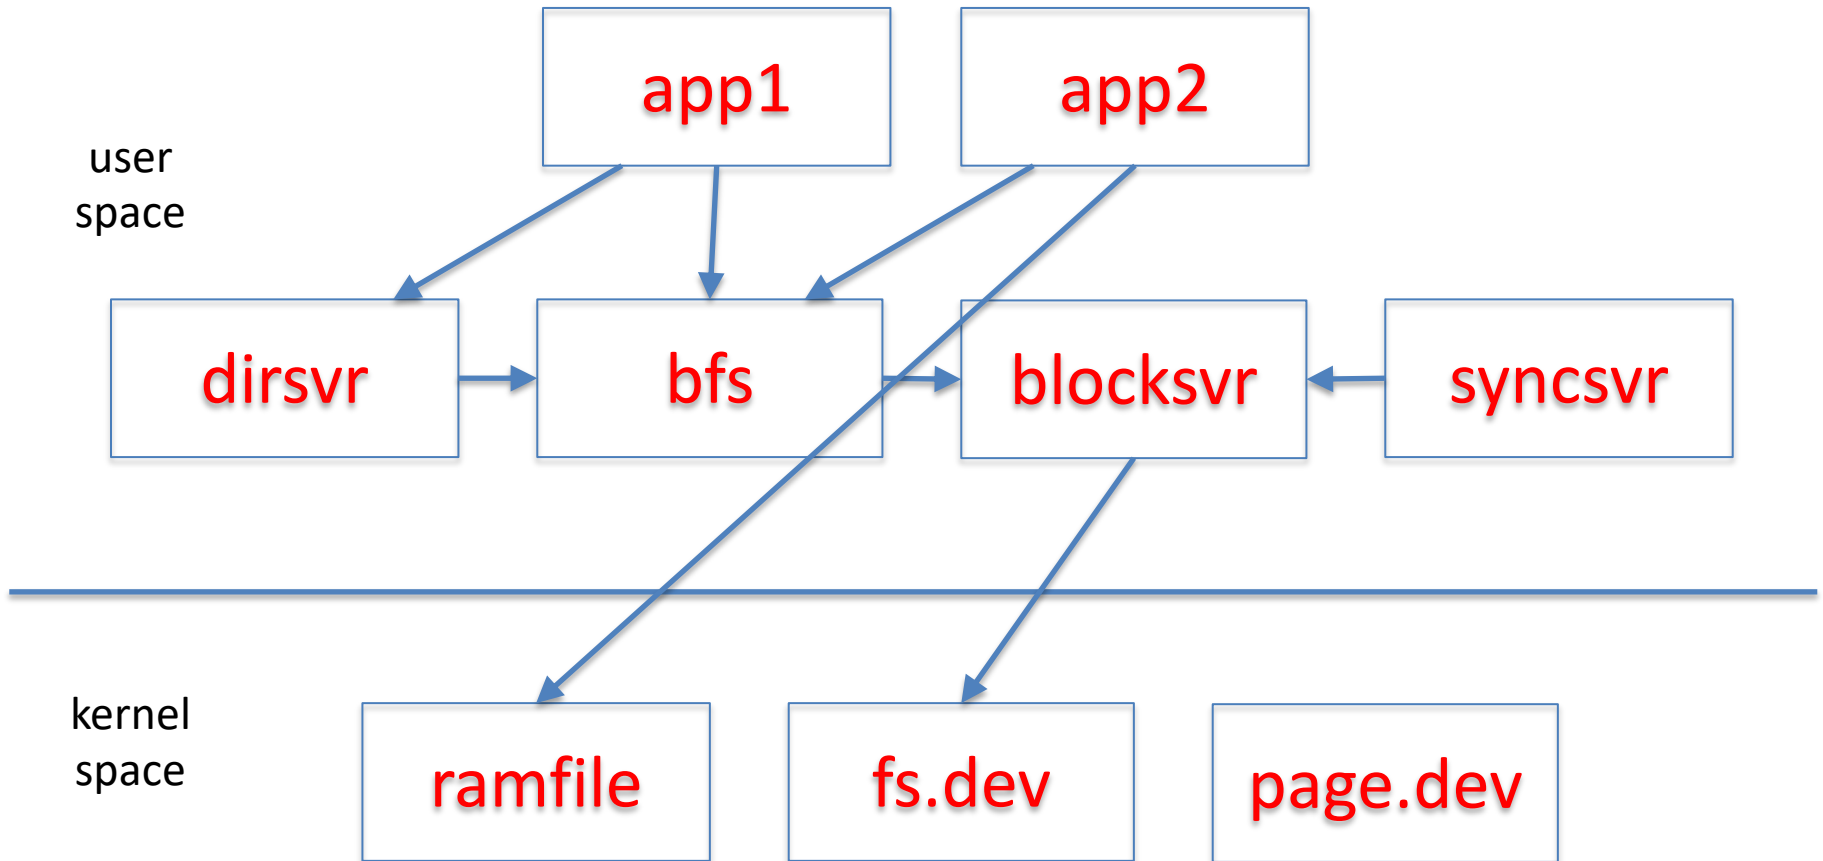 app1
app2
user
space
dirsvr
bfs
blocksvr
syncsvr
kernel
space
ramfile
fs.dev
page.dev